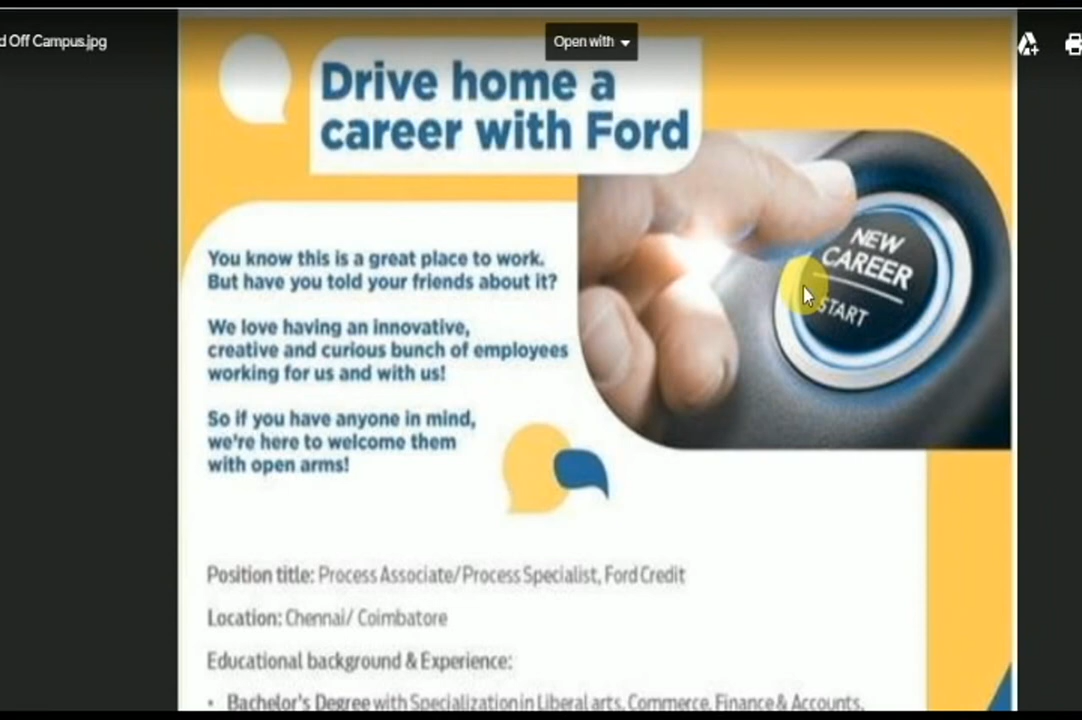 d Off Campus.jpg
Open with
Drive home a
career with Ford
NEW
CAREER
START
You know this is a great place to work.
But have you told your friends about it?
We love having an innovative,
creative and curious bunch of employees
working for us and with us!
So if you have anyone in mind,
we're here to welcome them
with open arms!
Position title: Process Associate/Process Specialist, Ford Credit
Location: Chennai/ Coimbatore
Educational background & Experience:
• Bachelor's Degree with Specialization in Liberal arts, Commerce, Finance & Accounts,